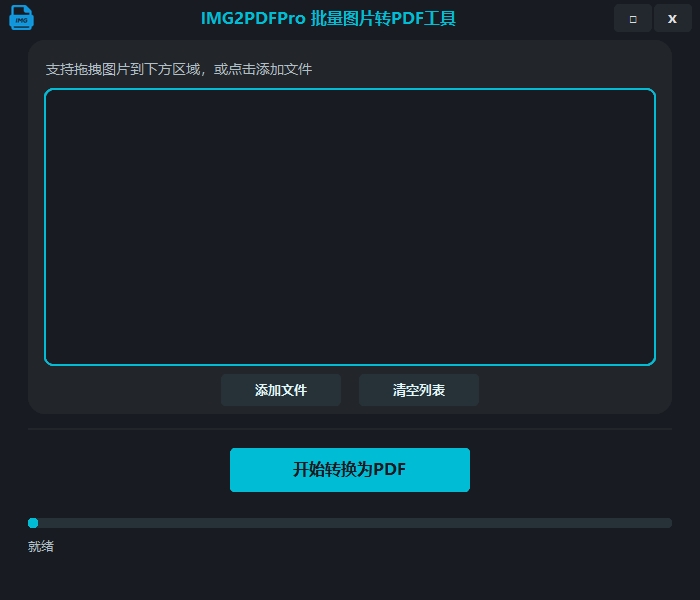 IMG
IMG2PDFPro 批量图片转PDF工具
X
支持拖拽图片到下方区域，或点击添加文件
添加文件
清空列表
开始转换为PDF
就绪